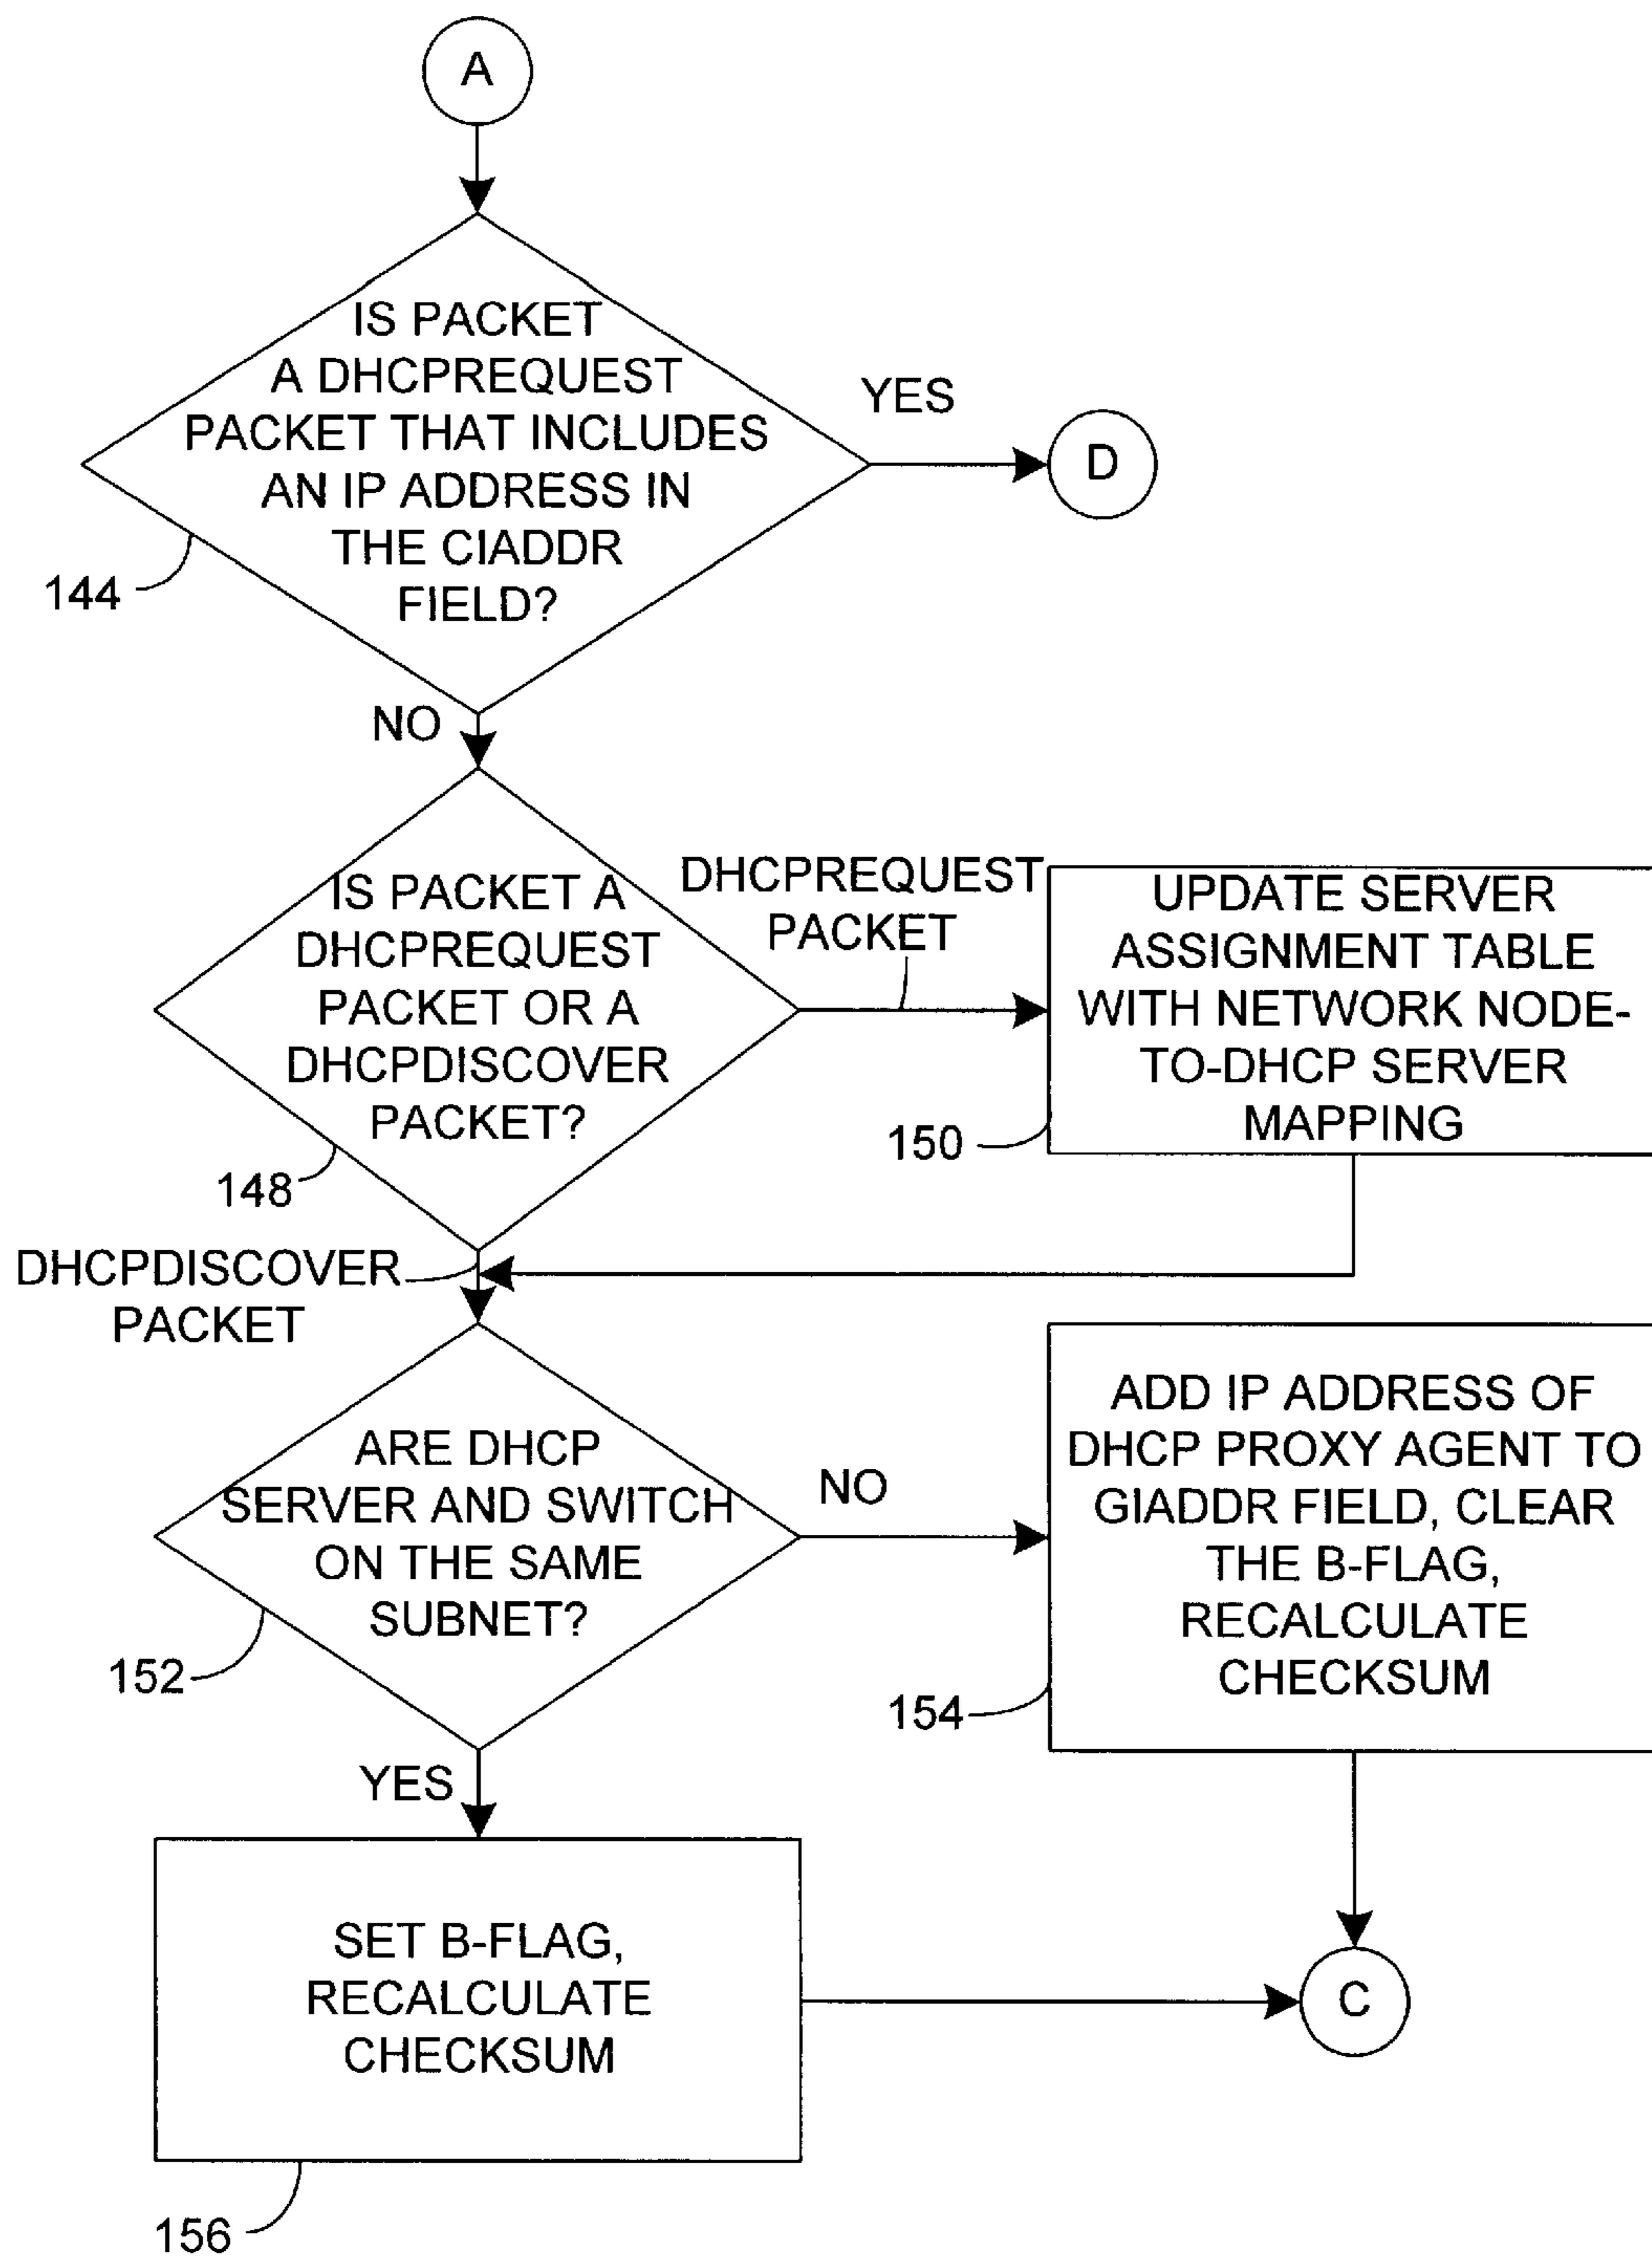 A
IS PACKET
A DHCPREQUEST
PACKET THAT INCLUDES
AN IP ADDRESS IN
THE CIADDR
FIELD?
YES
D
144
NO
IS PACKET A
DHCPREQUEST
PACKET OR A
DHCPDISCOVER
PACKET?
148
DHCPREQUEST
PACKET
UPDATE SERVER
ASSIGNMENT TABLE
WITH NETWORK NODE-
TO-DHCP SERVER
MAPPING
150
DHCPDISCOVER
PACKET
ARE DHCP
SERVER AND SWITCH
ON THE SAME
SUBNET?
152
NO
ADD IP ADDRESS OF
DHCP PROXY AGENT TO
GIADDR FIELD, CLEAR
THE B-FLAG,
RECALCULATE
CHECKSUM
154
YES
SET B-FLAG,
RECALCULATE
CHECKSUM
156
C